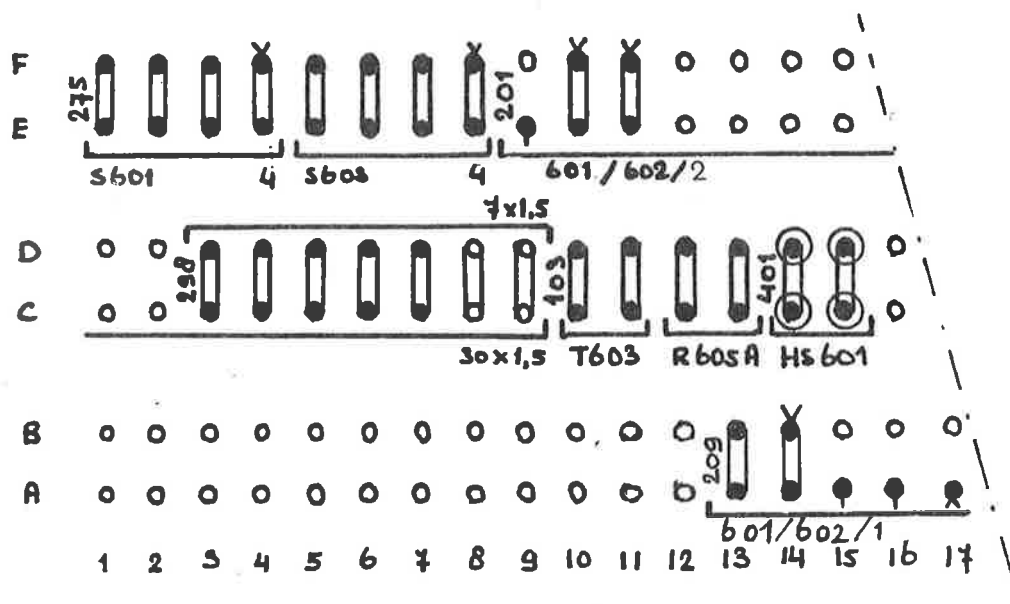 F
275
201
E
S601 4 S603 4 601/602/2
7x1,5
D
298 103 401
C
30x1,5 T603 R605A HS601
B
209
A
601/602/1
1 2 3 4 5 6 7 8 9 10 11 12 13 14 15 16 17